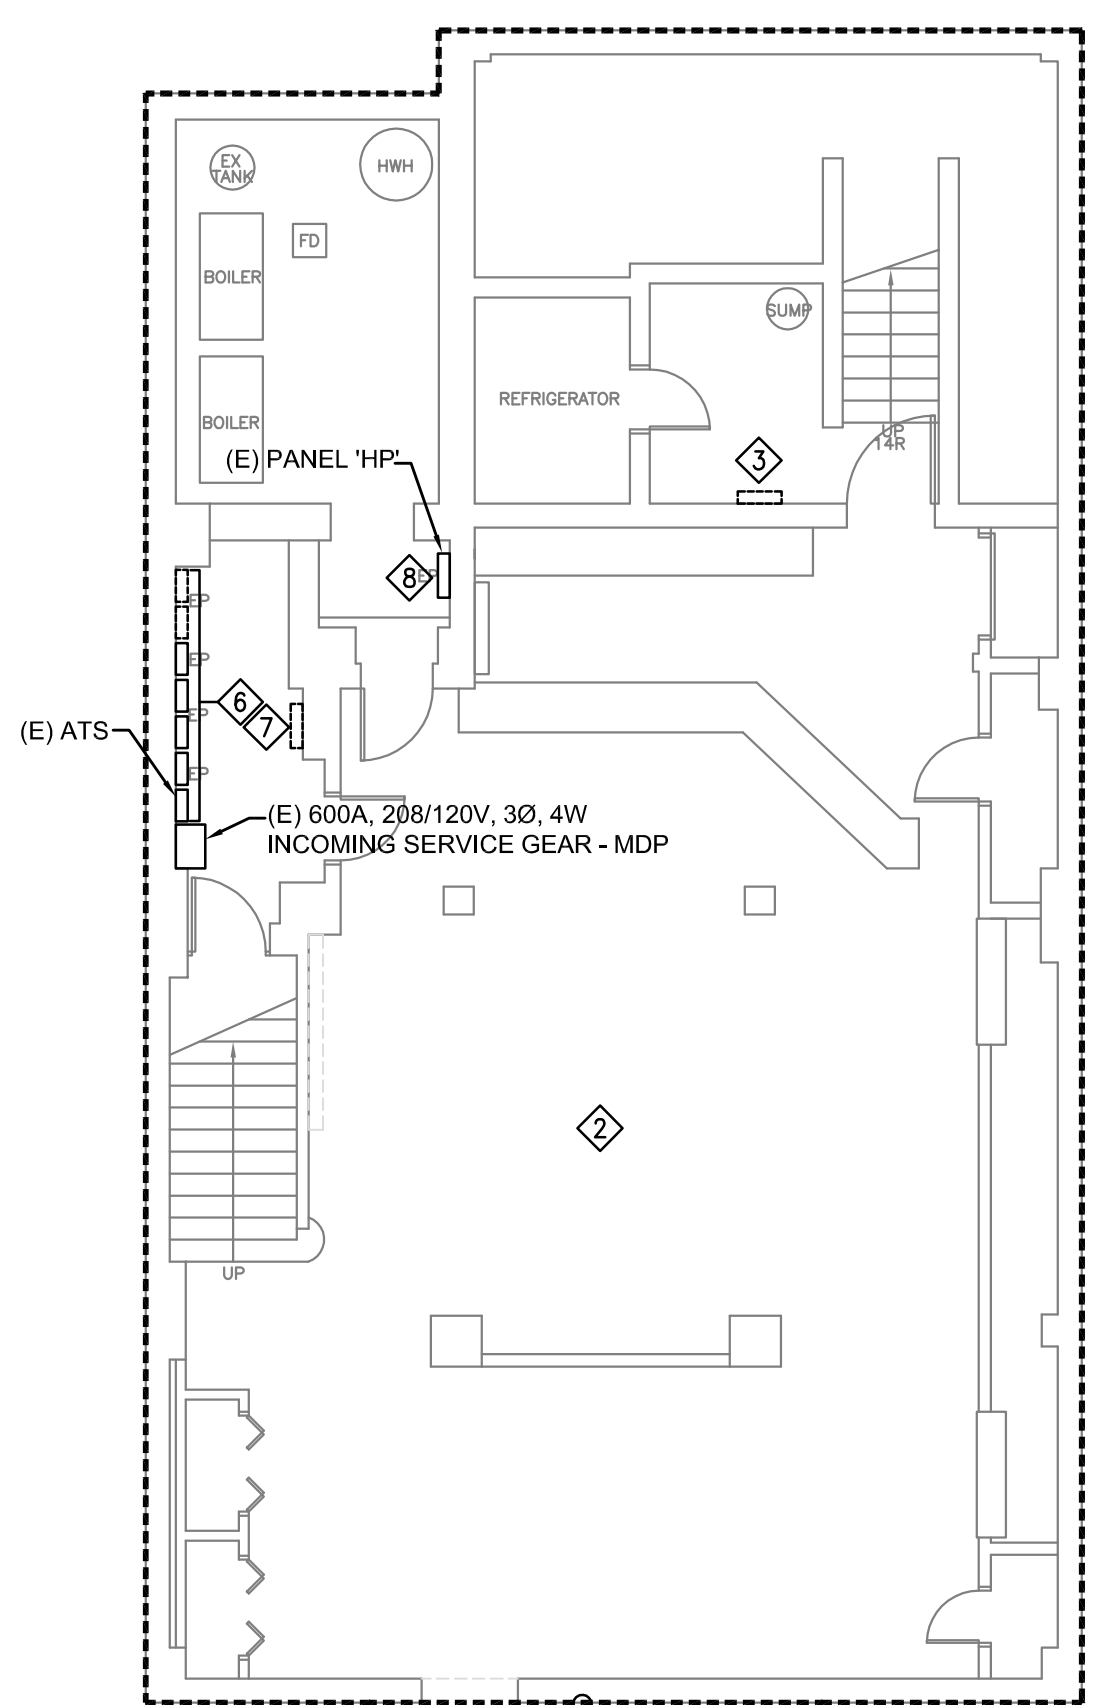 EX
TANK
HWH
FD
BOILER
SUMP
REFRIGERATOR
BOILER
UP
14R
(E) PANEL 'HP'
3
8
EP
EP
EP
6
EP
7
(E) ATS
EP
(E) 600A, 208/120V, 3Ø, 4W
INCOMING SERVICE GEAR - MDP
2
UP